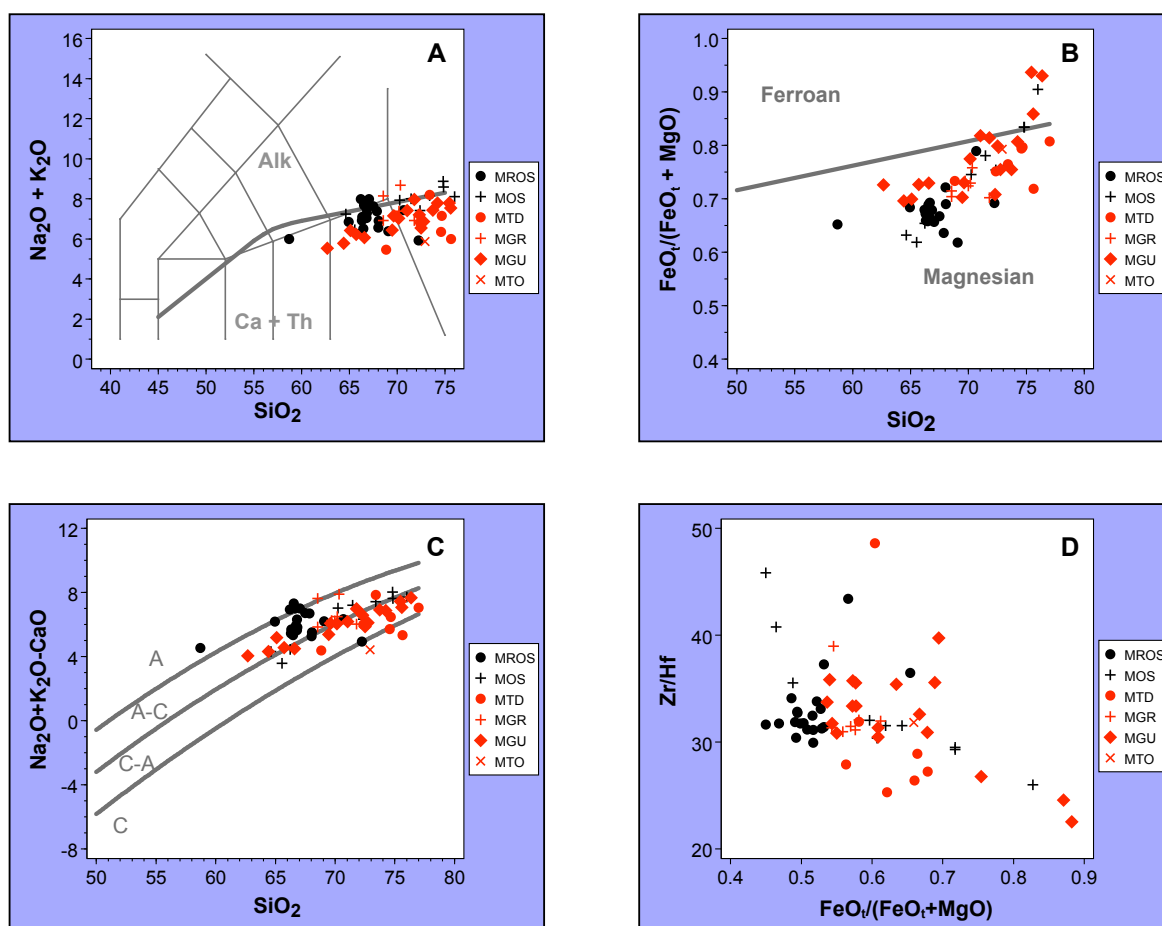 A
Na₂O + K₂O
16
14
12
10
8
6
4
2
0
Alk
Ca + Th
40 45 50 55 60 65 70 75
SiO₂
MROS
MOS
MTD
MGR
MGU
MTO
B
FeOₜ/(FeOₜ + MgO)
1.0
0.9
0.8
0.7
0.6
0.5
0.4
Ferroan
Magnesian
50 55 60 65 70 75 80
SiO₂
MROS
MOS
MTD
MGR
MGU
MTO
C
Na₂O+K₂O-CaO
12
8
4
0
-4
-8
A
A-C
C-A
C
50 55 60 65 70 75 80
SiO₂
MROS
MOS
MTD
MGR
MGU
MTO
D
Zr/Hf
50
40
30
20
0.4 0.5 0.6 0.7 0.8 0.9
FeOₜ/(FeOₜ+MgO)
MROS
MOS
MTD
MGR
MGU
MTO